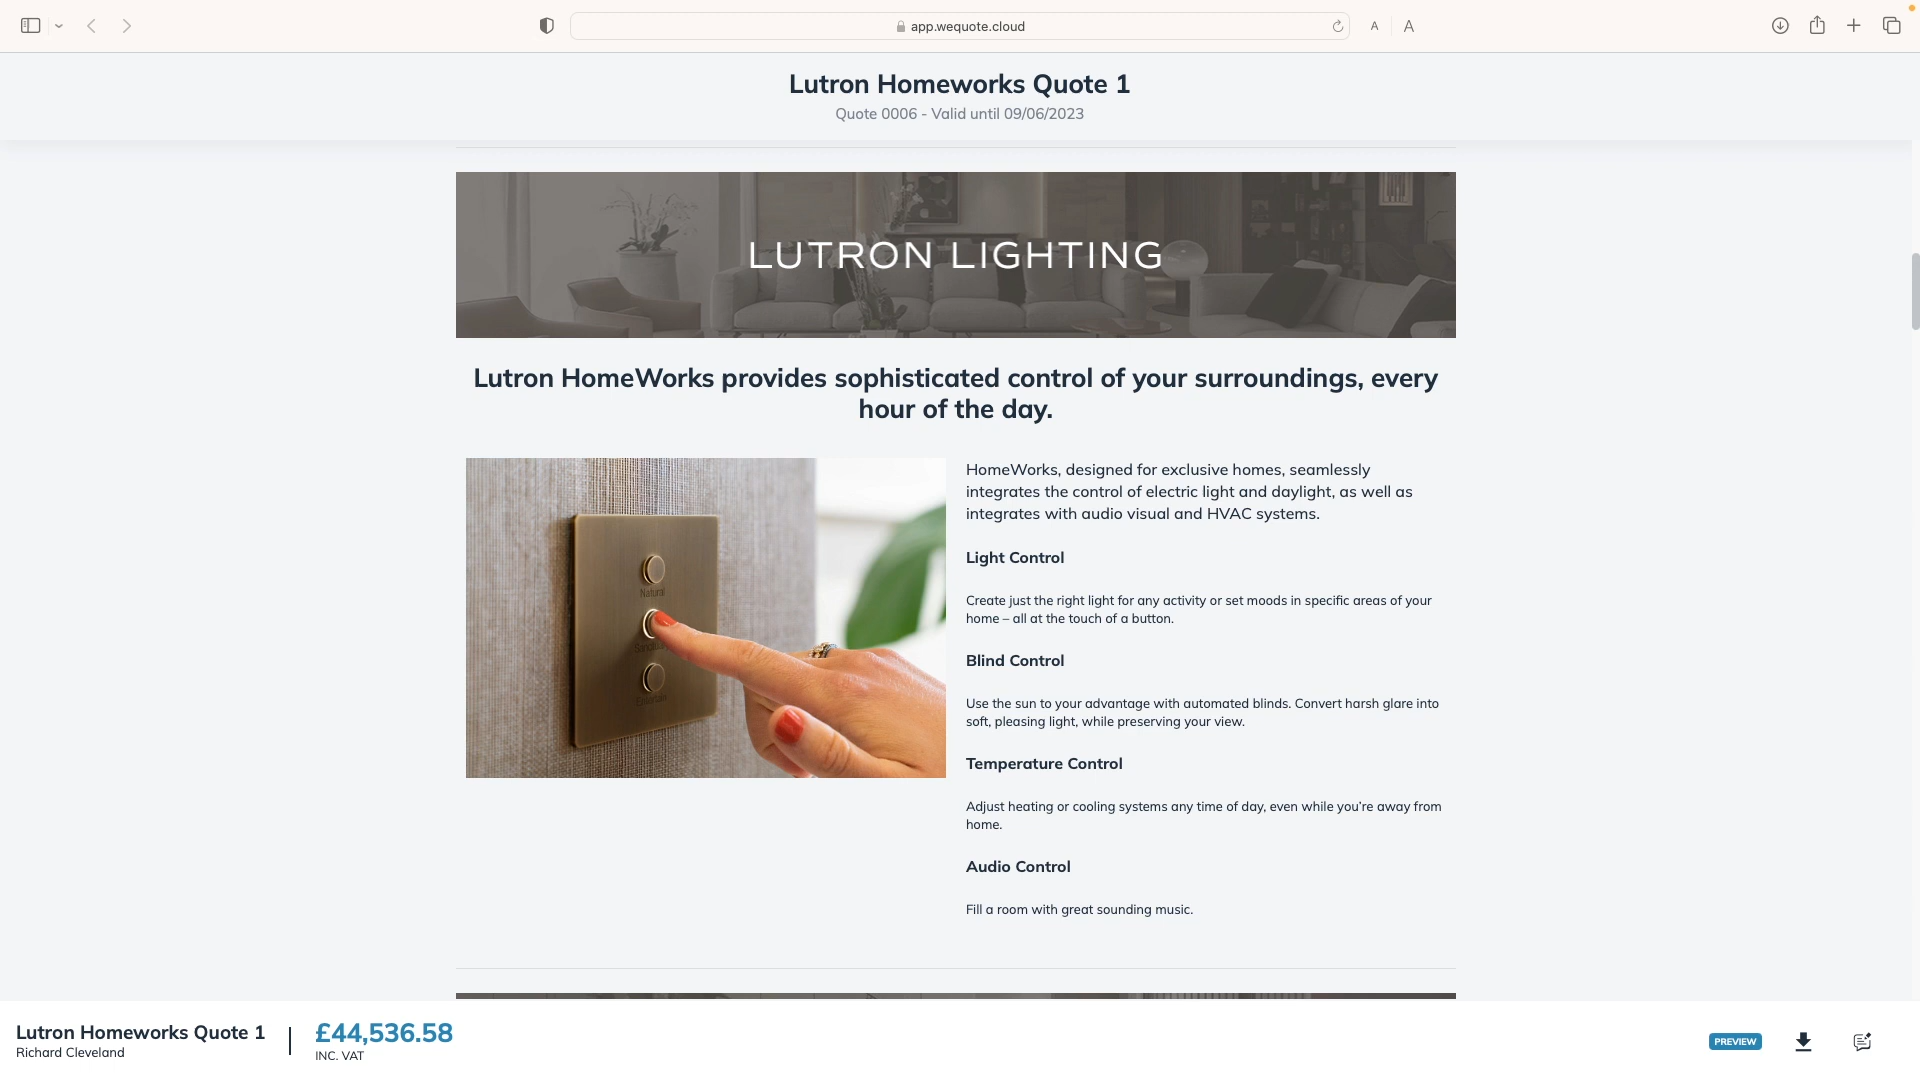 app.wequote.cloud
A
A
Lutron Homeworks Quote 1
Quote 0006 - Valid until 09/06/2023
LUTRON LIGHTING
Lutron HomeWorks provides sophisticated control of your surroundings, every
hour of the day.
Natural
HomeWorks, designed for exclusive homes, seamlessly
integrates the control of electric light and daylight, as well as
integrates with audio visual and HVAC systems.
Light Control
Create just the right light for any activity or set moods in specific areas of your
home – all at the touch of a button.
Blind Control
Use the sun to your advantage with automated blinds. Convert harsh glare into
soft, pleasing light, while preserving your view.
Temperature Control
Adjust heating or cooling systems any time of day, even while you’re away from
home.
Audio Control
Fill a room with great sounding music.
Lutron Homeworks Quote 1
Richard Cleveland
£44,536.58
INC. VAT
PREVIEW